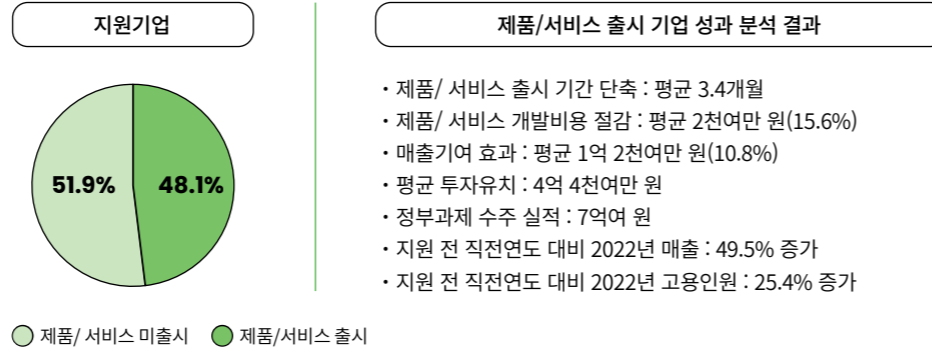 지원기업
제품/서비스 출시 기업 성과 분석 결과
51.9%
48.1%
· 제품/ 서비스 출시 기간 단축 : 평균 3.4개월
· 제품/ 서비스 개발비용 절감 : 평균 2천여만 원(15.6%)
· 매출기여 효과 : 평균 1억 2천여만 원(10.8%)
· 평균 투자유치 : 4억 4천여만 원
· 정부과제 수주 실적 : 7억여 원
· 지원 전 직전연도 대비 2022년 매출 : 49.5% 증가
· 지원 전 직전연도 대비 2022년 고용인원 : 25.4% 증가
제품/ 서비스 미출시
제품/서비스 출시